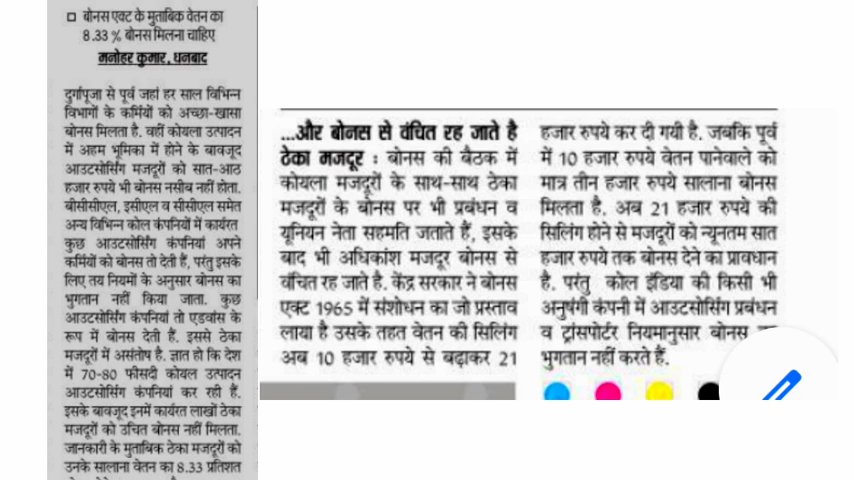 □ बोनस एक्ट के मुताबिक वेतन का
8.33 % बोनस मिलना चाहिए
मनोहर कुमार, धनबाद
दुर्गापूजा से पूर्व जहां हर साल विभिन्न
विभागों के कर्मियों को अच्छा-खासा
बोनस मिलता है. वहीं कोयला उत्पादन
में अहम भूमिका में होने के बावजूद
आउटसोर्सिंग मजदूरों को सात-आठ
हजार रुपये भी बोनस नसीब नहीं होता.
बीसीसीएल, इसीएल व सीसीएल समेत
अन्य विभिन्न कोल कंपनियों में कार्यरत
कुछ आउटसोर्सिंग कंपनियां अपने
कर्मियों को बोनस तो देती हैं, परंतु इसके
लिए तय नियमों के अनुसार बोनस का
भुगतान नहीं किया जाता. कुछ
आउटसोर्सिंग कंपनियां तो एडवांस के
रूप में बोनस देती हैं. इससे ठेका
मजदूरों में असंतोष है. ज्ञात हो कि देश
में 70-80 फीसदी कोयल उत्पादन
आउटसोर्सिंग कंपनियां कर रही हैं.
इसके बावजूद इनमें कार्यरत लाखों ठेका
मजदूरों को उचित बोनस नहीं मिलता.
जानकारी के मुताबिक ठेका मजदूरों को
उनके सालाना वेतन का 8.33 प्रतिशत
...और बोनस से वंचित रह जाते है
ठेका मजदूर : बोनस की बैठक में
कोयला मजदूरों के साथ-साथ ठेका
मजदूरों के बोनस पर भी प्रबंधन व
यूनियन नेता सहमति जताते हैं, इसके
बाद भी अधिकांश मजदूर बोनस से
वंचित रह जाते है. केंद्र सरकार ने बोनस
एक्ट 1965 में संशोधन का जो प्रस्ताव
लाया है उसके तहत वेतन की सिलिंग
अब 10 हजार रुपये से बढ़ाकर 21
हजार रुपये कर दी गयी है. जबकि पूर्व
में 10 हजार रुपये वेतन पानेवाले को
मात्र तीन हजार रुपये सालाना बोनस
मिलता है. अब 21 हजार रुपये की
सिलिंग होने से मजदूरों को न्यूनतम सात
हजार रुपये तक बोनस देने का प्रावधान
है. परंतु कोल इंडिया की किसी भी
अनुषंगी कंपनी में आउटसोर्सिंग प्रबंधन
व ट्रांसपोर्टर नियमानुसार बोनस
भुगतान नहीं करते हैं.